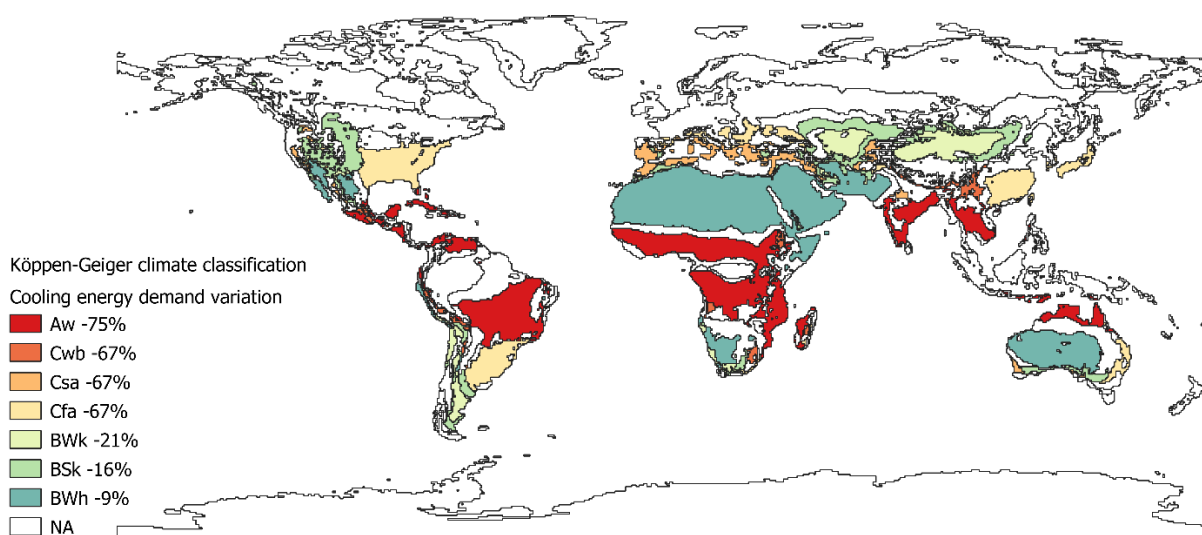 Köppen-Geiger climate classification
Cooling energy demand variation
Aw -75%
Cwb -67%
Csa -67%
Cfa -67%
BWk -21%
BSk -16%
BWh -9%
NA